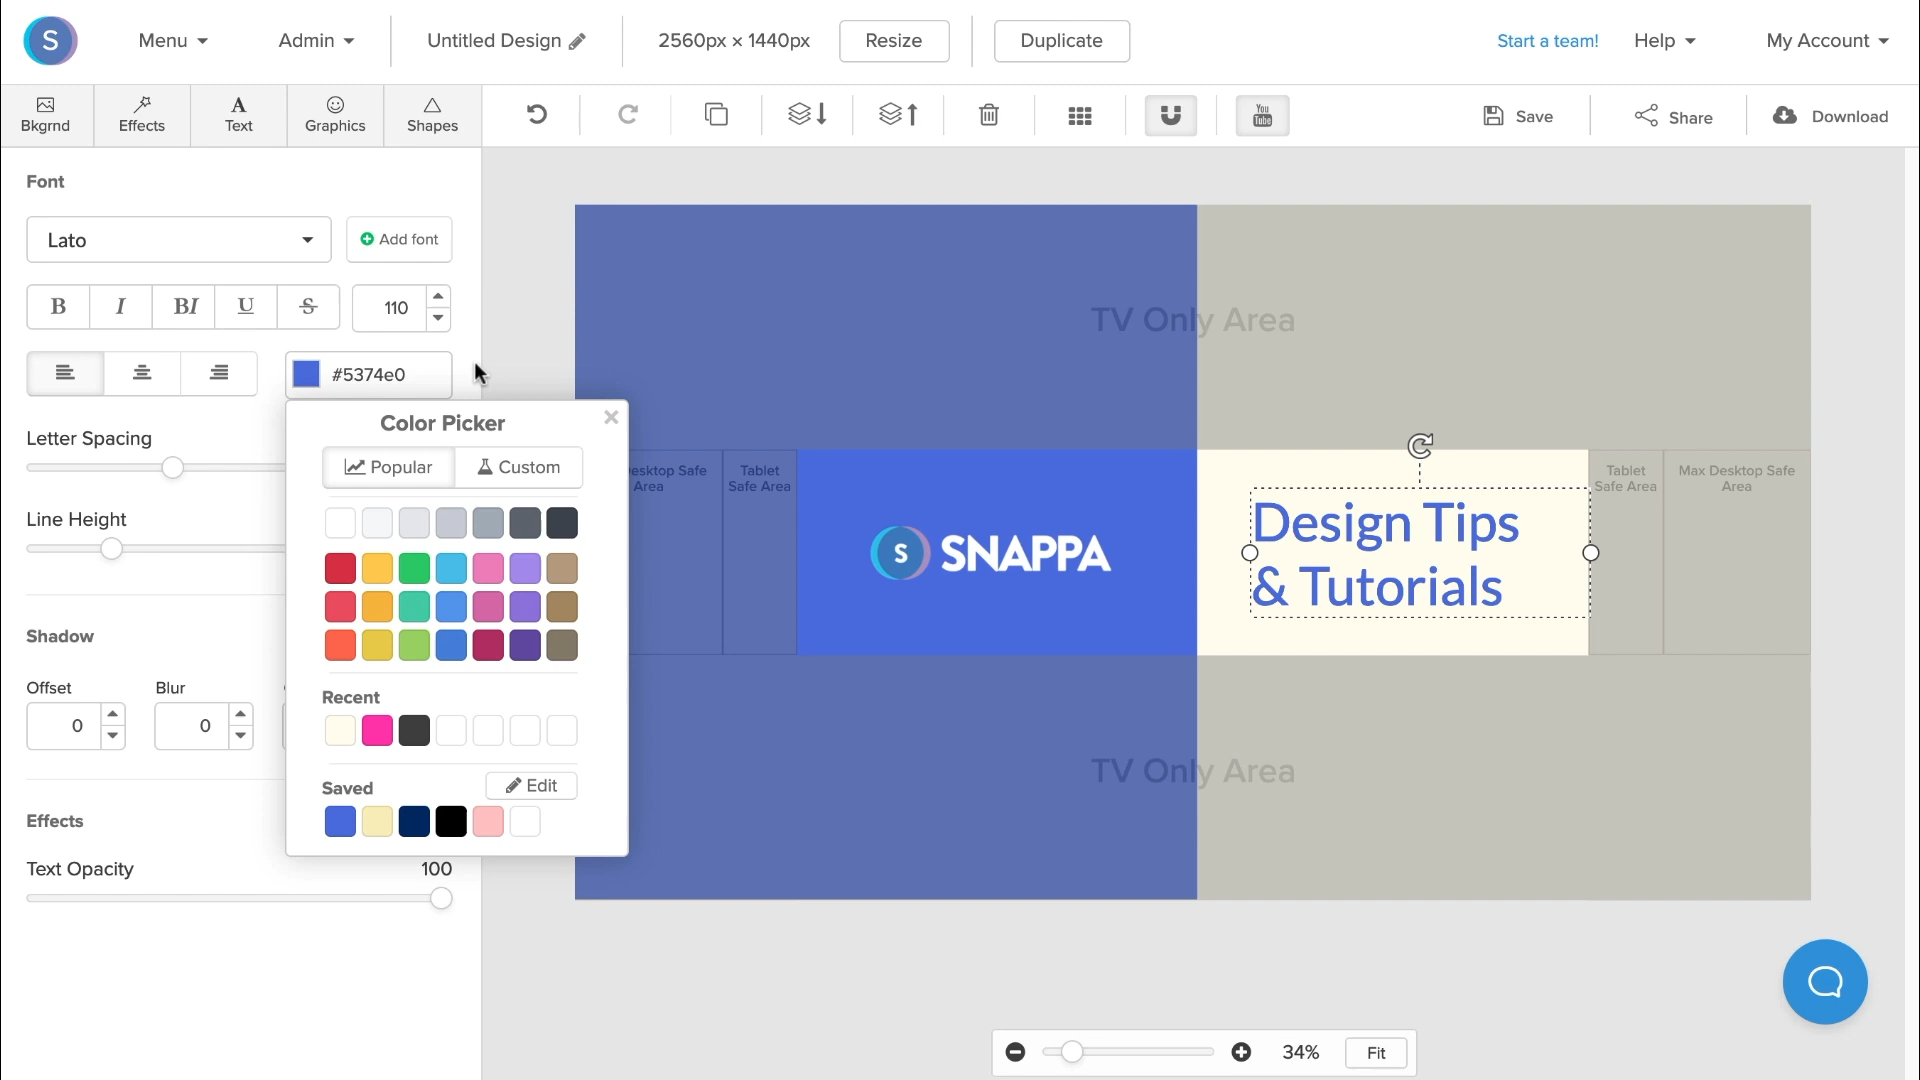 S
Menu
Admin
Untitled Design
2560px × 1440px
Resize
Duplicate
Start a team!
Help
My Account
Bkgrnd
Effects
A
Text
Graphics
Shapes
You
Tube
Save
Share
Download
Font
Lato
Add font
B
I
BI
U
S
110
#5374e0
Letter Spacing
Line Height
Shadow
Offset
Blur
0
0
Effects
Text Opacity
100
Color Picker
×
Popular
Custom
Recent
Saved
Edit
TV Only Area
esktop Safe
Area
Tablet
Safe Area
S SNAPPA
Design Tips
& Tutorials
Tablet
Safe Area
Max Desktop Safe
Area
TV Only Area
34%
Fit